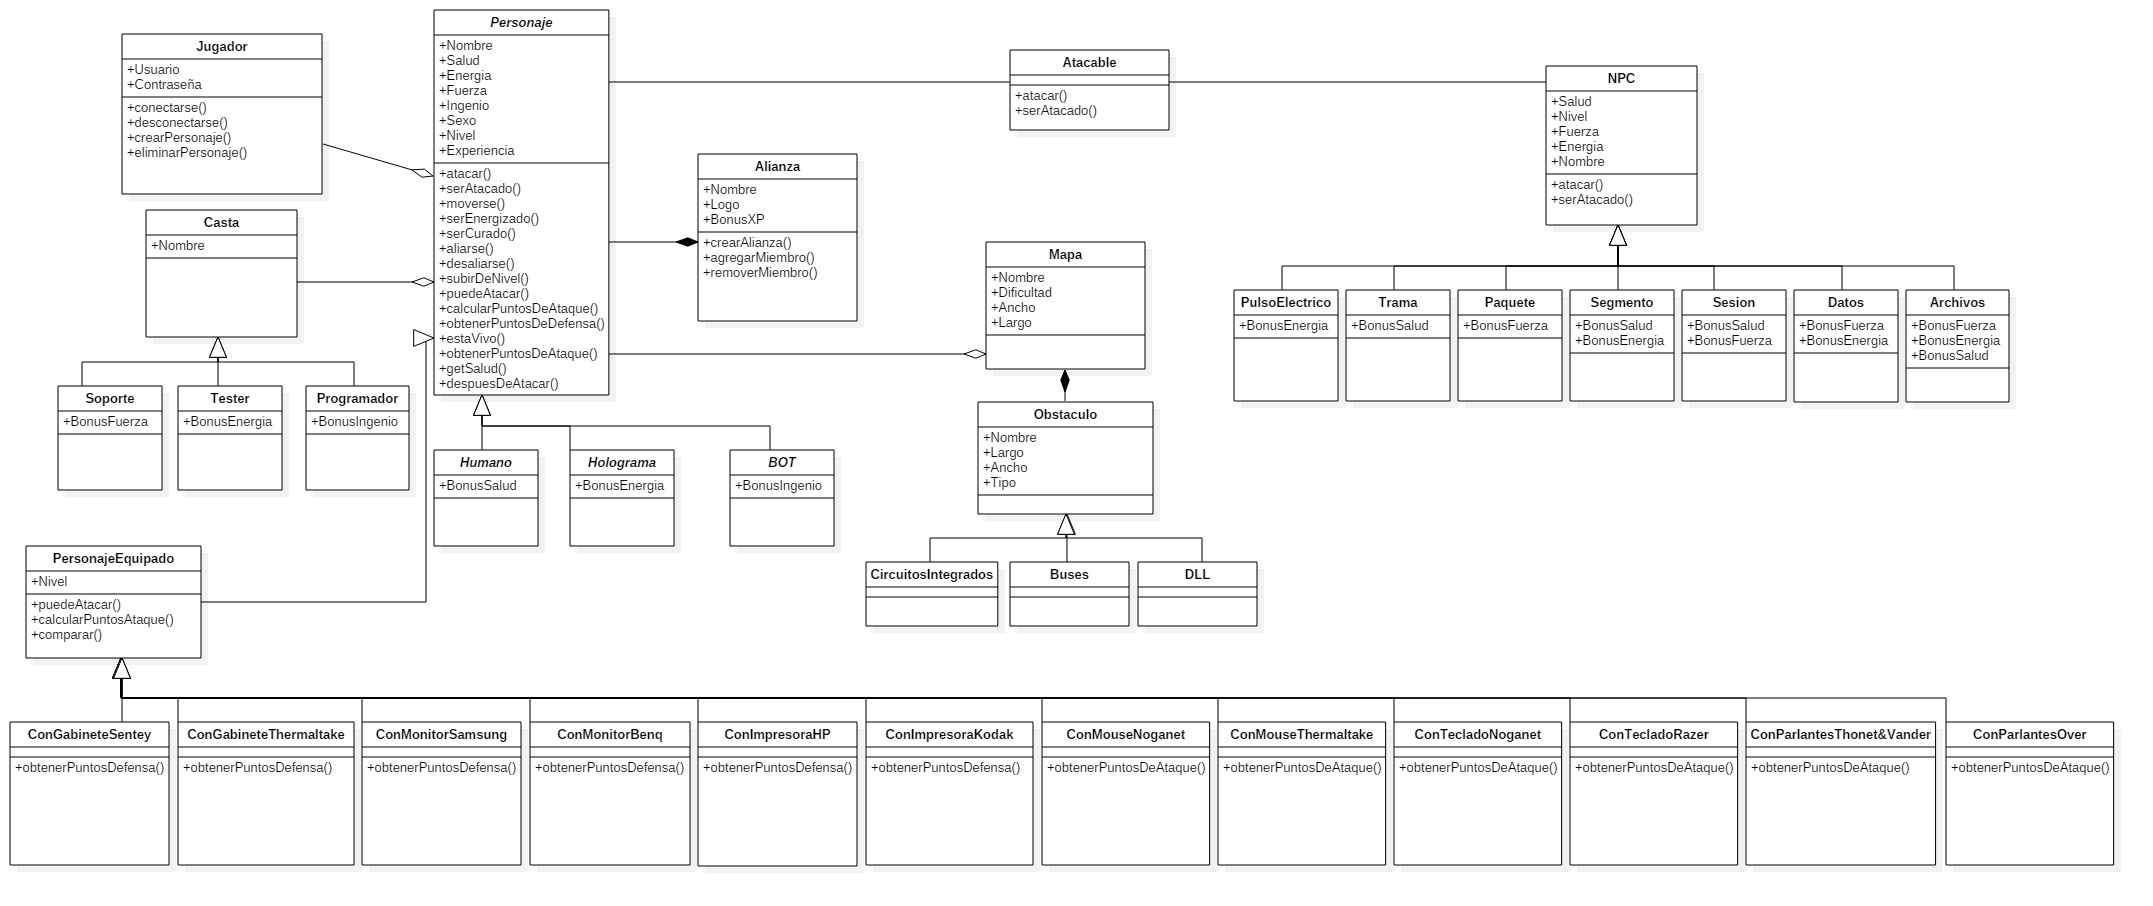 Jugador
+Usuario
+Contraseña
+conectarse()
+desconectarse()
+crearPersonaje()
+eliminarPersonaje()
Personaje
+Nombre
+Salud
+Energia
+Fuerza
+Ingenio
+Sexo
+Nivel
+Experiencia
+atacar()
+serAtacado()
+moverse()
+serEnergizado()
+serCurado()
+aliarse()
+desaliarse()
+subirDeNivel()
+puedeAtacar()
+calcularPuntosDeAtaque()
+obtenerPuntosDeDefensa()
+estaVivo()
+obtenerPuntosDeAtaque()
+getSalud()
+despuesDeAtacar()
Atacable
+atacar()
+serAtacado()
NPC
+Salud
+Nivel
+Fuerza
+Energia
+Nombre
+atacar()
+serAtacado()
Alianza
+Nombre
+Logo
+BonusXP
+crearAlianza()
+agregarMiembro()
+removerMiembro()
Casta
+Nombre
Mapa
+Nombre
+Dificultad
+Ancho
+Largo
PulsoElectrico
+BonusEnergia
Trama
+BonusSalud
Paquete
+BonusFuerza
Segmento
+BonusSalud
+BonusEnergia
Sesion
+BonusSalud
+BonusFuerza
Datos
+BonusFuerza
+BonusEnergia
Archivos
+BonusFuerza
+BonusEnergia
+BonusSalud
Soporte
+BonusFuerza
Tester
+BonusEnergia
Programador
+BonusIngenio
Humano
+BonusSalud
Holograma
+BonusEnergia
BOT
+BonusIngenio
Obstaculo
+Nombre
+Largo
+Ancho
+Tipo
CircuitosIntegrados
Buses
DLL
PersonajeEquipado
+Nivel
+puedeAtacar()
+calcularPuntosAtaque()
+comparar()
ConGabineteSentey
+obtenerPuntosDefensa()
ConGabineteThermaltake
+obtenerPuntosDefensa()
ConMonitorSamsung
+obtenerPuntosDefensa()
ConMonitorBenq
+obtenerPuntosDefensa()
ConImpresoraHP
+obtenerPuntosDefensa()
ConImpresoraKodak
+obtenerPuntosDefensa()
ConMouseNoganet
+obtenerPuntosDeAtaque()
ConMouseThermaltake
+obtenerPuntosDeAtaque()
ConTecladoNoganet
+obtenerPuntosDeAtaque()
ConTecladoRazer
+obtenerPuntosDeAtaque()
ConParlantesThonet&Vander
+obtenerPuntosDeAtaque()
ConParlantesOver
+obtenerPuntosDeAtaque()